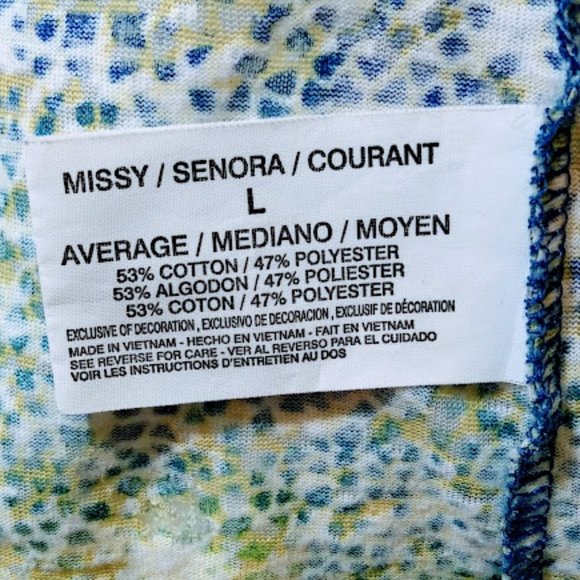 MISSY / SENORA / COURANT
L
AVERAGE / MEDIANO / MOYEN
53% COTTON / 47% POLYESTER
53% ALGODON / 47% POLIESTER
53% COTON / 47% POLYESTER
EXCLUSIVE OF DECORATION , EXCLUSIVO DE DECORACION , EXCLUSIF DE DÉCORATION
MADE IN VIETNAM - HECHO EN VIETNAM - FAIT EN VIETNAM
SEE REVERSE FOR CARE - VER AL REVERSO PARA EL CUIDADO
VOIR LES INSTRUCTIONS D'ENTRETIEN AU DOS